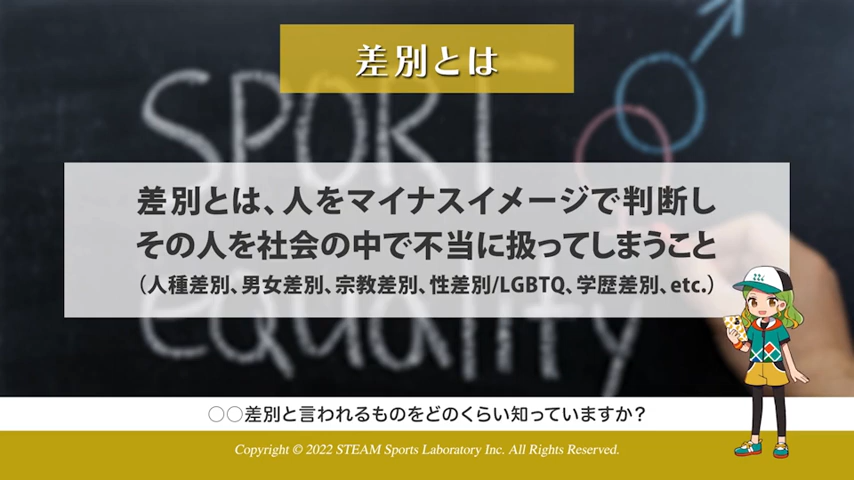 差別とは
SPORT
equality
差別とは、人をマイナスイメージで判断し
その人を社会の中で不当に扱ってしまうこと
（人種差別、男女差別、宗教差別、性差別/LGBTQ、学歴差別、etc.）
○○差別と言われるものをどのくらい知っていますか？
Copyright © 2022 STEAM Sports Laboratory Inc. All Rights Reserved.